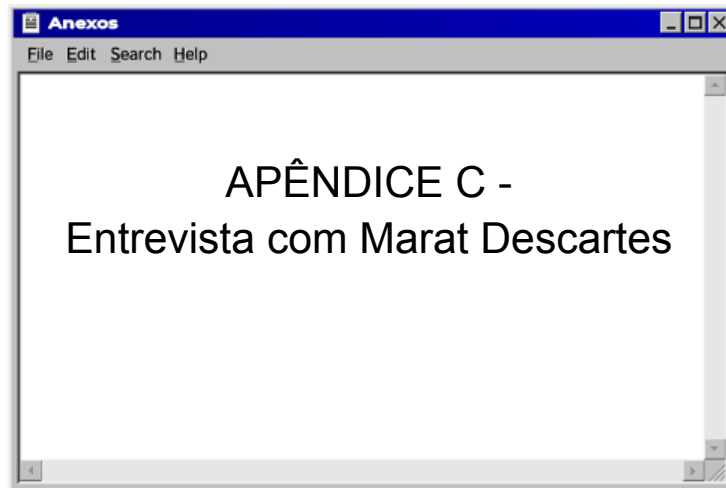 Anexos
File Edit Search Help
APÊNDICE C -
Entrevista com Marat Descartes